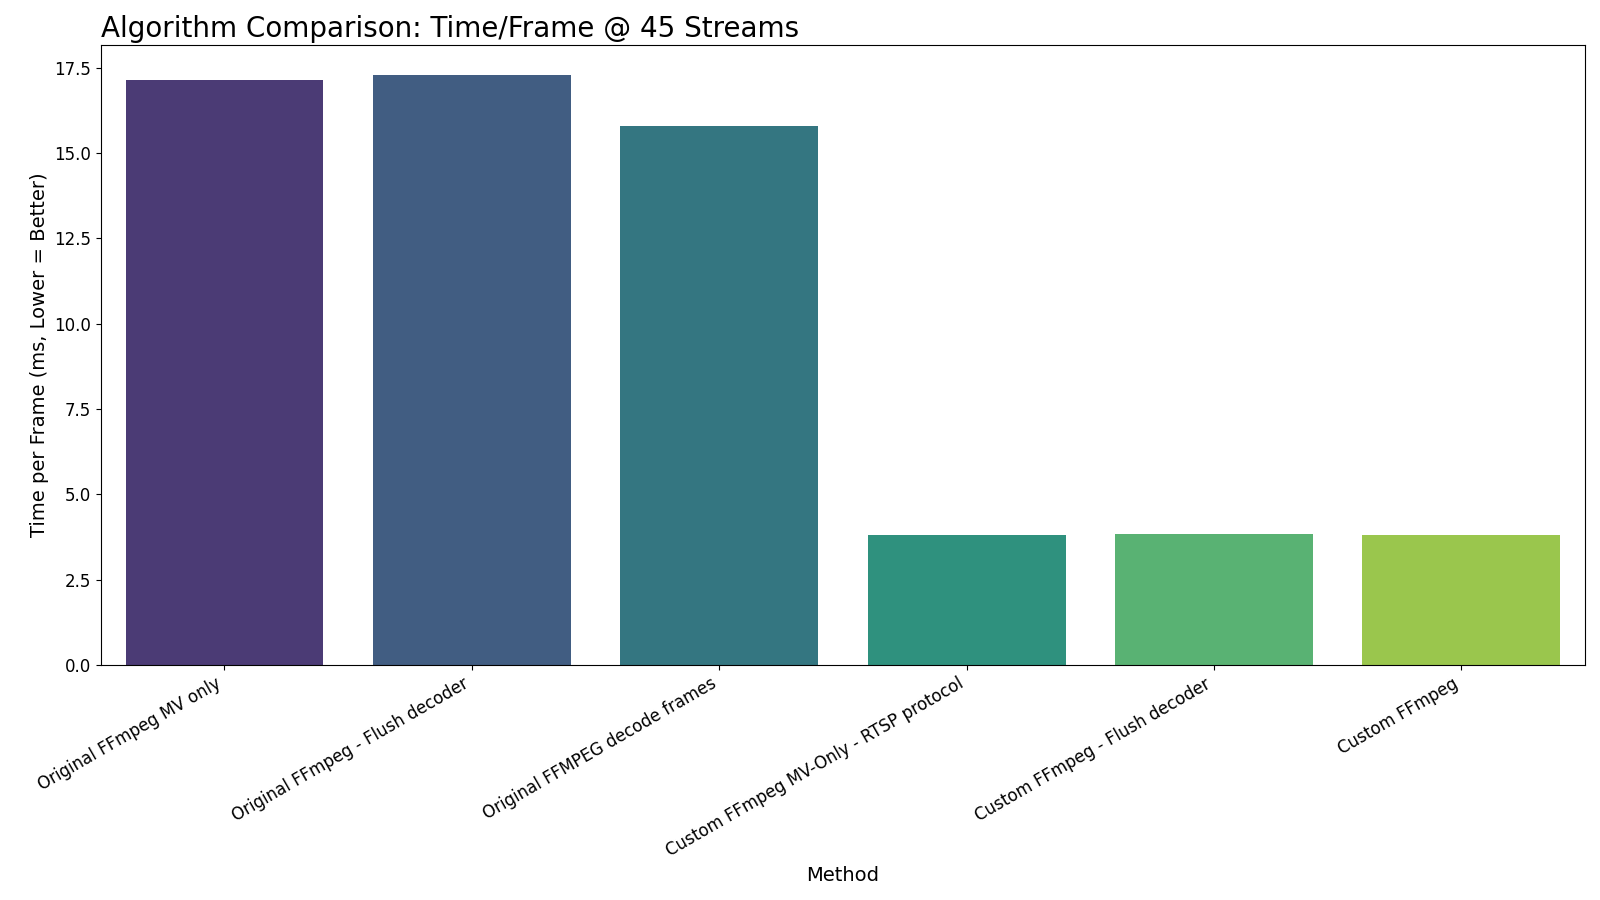 Algorithm Comparison: Time/Frame @ 45 Streams
Time per Frame (ms, Lower = Better)
17.5
15.0
12.5
10.0
7.5
5.0
2.5
0.0
Original FFmpeg MV only
Original FFmpeg - Flush decoder
Original FFMPEG decode frames
Custom FFmpeg MV-Only - RTSP protocol
Custom FFmpeg - Flush decoder
Custom FFmpeg
Method